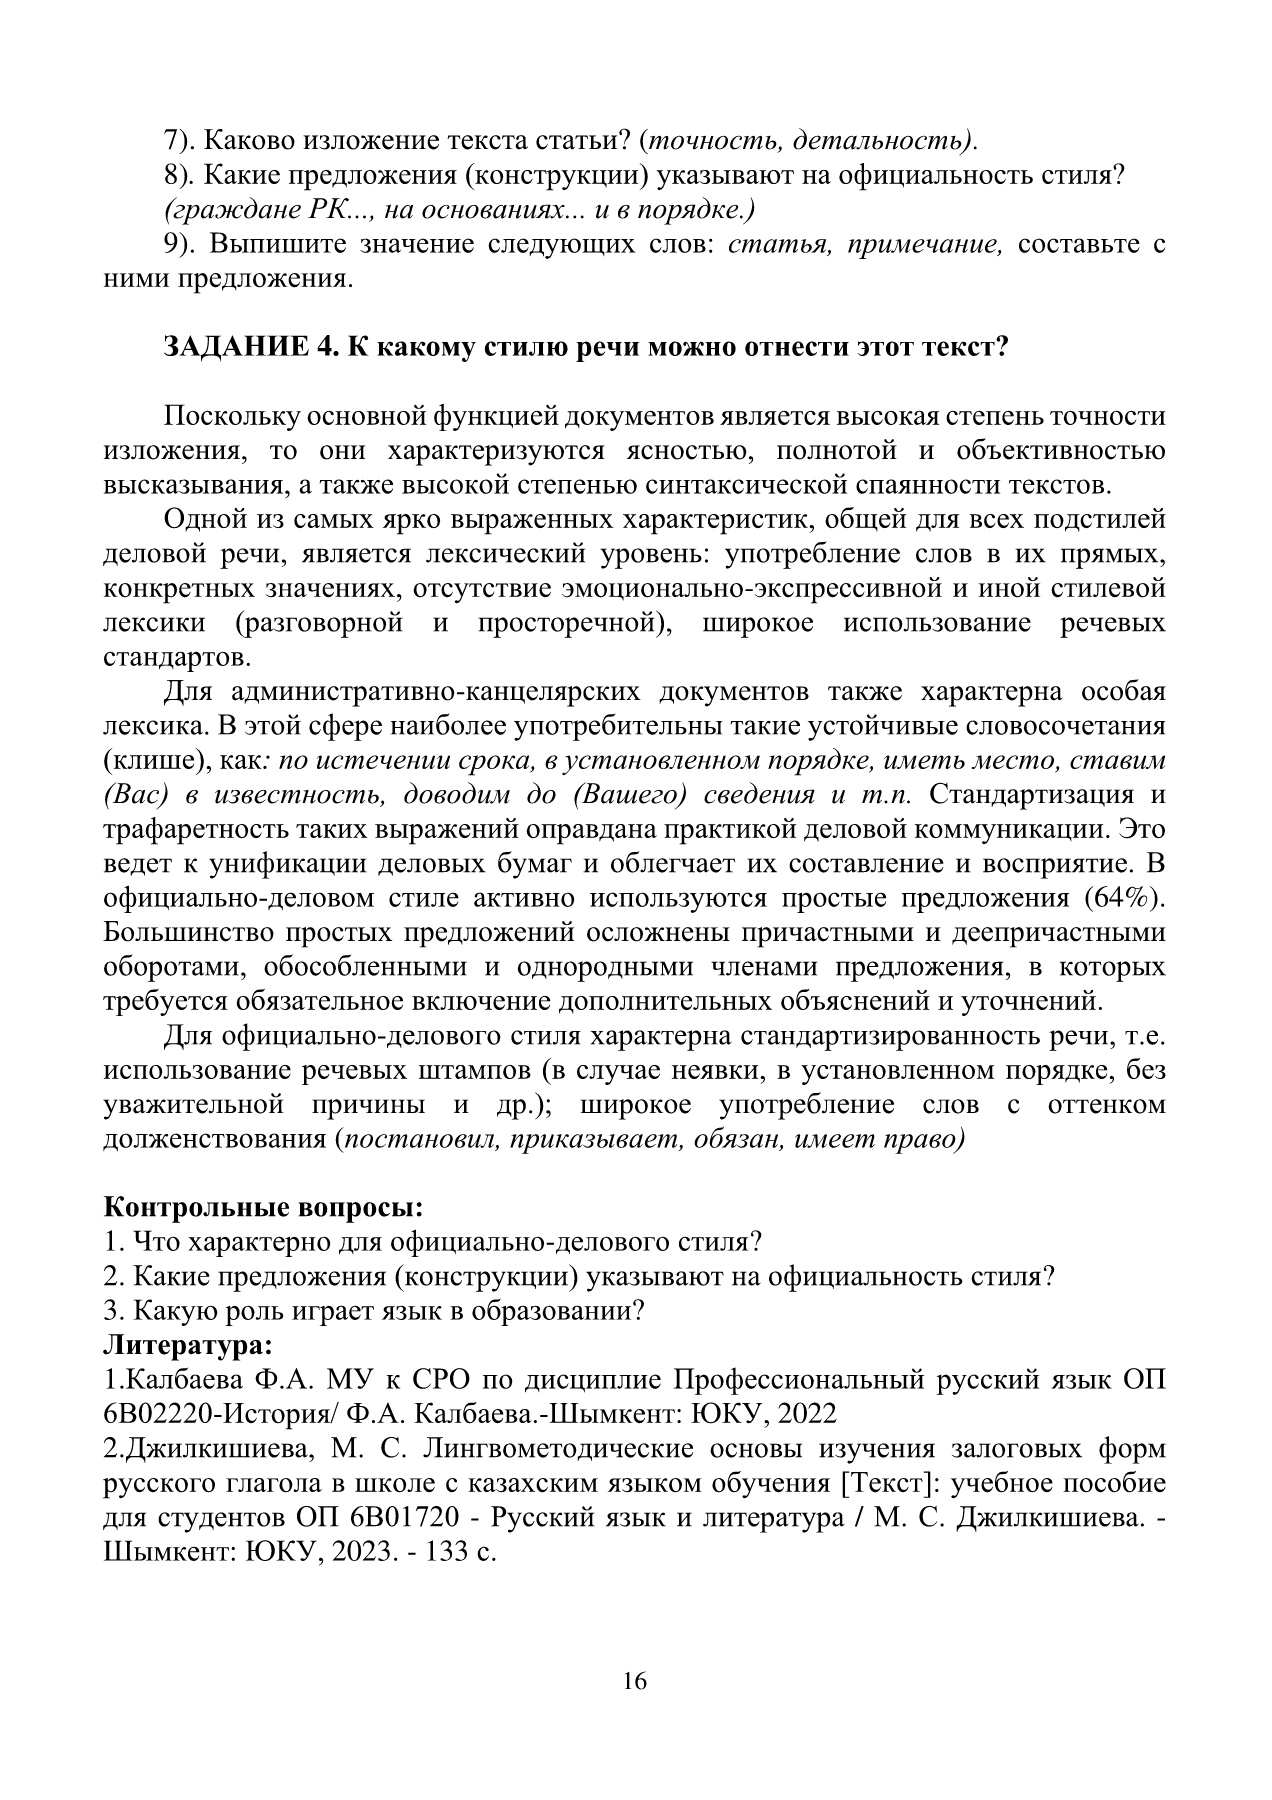 7). Каково изложение текста статьи? (точность, детальность).
8). Какие предложения (конструкции) указывают на официальность стиля?
(граждане РК..., на основаниях... и в порядке.)
9). Выпишите значение следующих слов: статья, примечание, составьте с
ними предложения.
ЗАДАНИЕ 4. К какому стилю речи можно отнести этот текст?
Поскольку основной функцией документов является высокая степень точности
изложения, то они характеризуются ясностью, полнотой и объективностью
высказывания, а также высокой степенью синтаксической спаянности текстов.
Одной из самых ярко выраженных характеристик, общей для всех подстилей
деловой речи, является лексический уровень: употребление слов в их прямых,
конкретных значениях, отсутствие эмоционально-экспрессивной и иной стилевой
лексики (разговорной и просторечной), широкое использование речевых
стандартов.
Для административно-канцелярских документов также характерна особая
лексика. В этой сфере наиболее употребительны такие устойчивые словосочетания
(клише), как: по истечении срока, в установленном порядке, иметь место, ставим
(Вас) в известность, доводим до (Вашего) сведения и т.п. Стандартизация и
трафаретность таких выражений оправдана практикой деловой коммуникации. Это
ведет к унификации деловых бумаг и облегчает их составление и восприятие. В
официально-деловом стиле активно используются простые предложения (64%).
Большинство простых предложений осложнены причастными и деепричастными
оборотами, обособленными и однородными членами предложения, в которых
требуется обязательное включение дополнительных объяснений и уточнений.
Для официально-делового стиля характерна стандартизированность речи, т.е.
использование речевых штампов (в случае неявки, в установленном порядке, без
уважительной причины и др.); широкое употребление слов с оттенком
долженствования (постановил, приказывает, обязан, имеет право)
Контрольные вопросы:
1. Что характерно для официально-делового стиля?
2. Какие предложения (конструкции) указывают на официальность стиля?
3. Какую роль играет язык в образовании?
Литература:
1.Калбаева Ф.А. МУ к СРО по дисциплие Профессиональный русский язык ОП
6В02220-История/ Ф.А. Калбаева.-Шымкент: ЮКУ, 2022
2.Джилкишиева, М. С. Лингвометодические основы изучения залоговых форм
русского глагола в школе с казахским языком обучения [Текст]: учебное пособие
для студентов ОП 6В01720 - Русский язык и литература / М. С. Джилкишиева. -
Шымкент: ЮКУ, 2023. - 133 с.
16